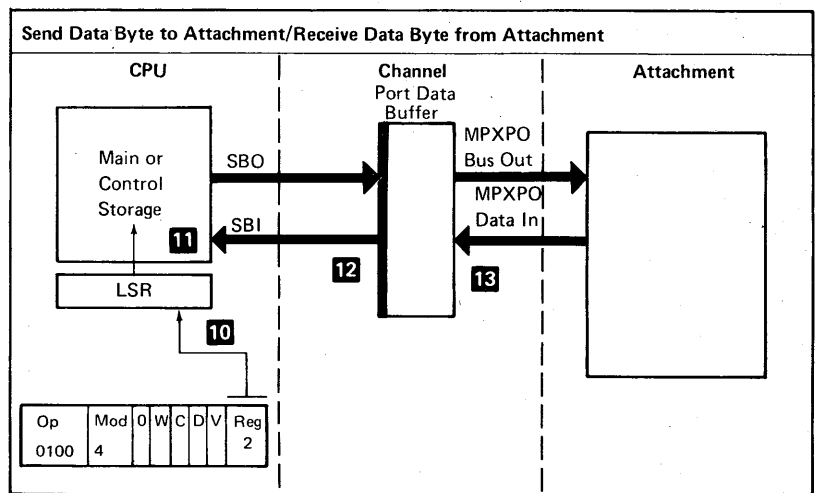 Send Data Byte to Attachment/Receive Data Byte from Attachment
CPU
Channel
Attachment
Port Data
Buffer
Main or
Control
Storage
SBO
MPXPO
Bus Out
MPXPO
Data In
11
SBI
12
13
LSR
10
Op
Mod
0
W
C
D
V
Reg
0100
4
2